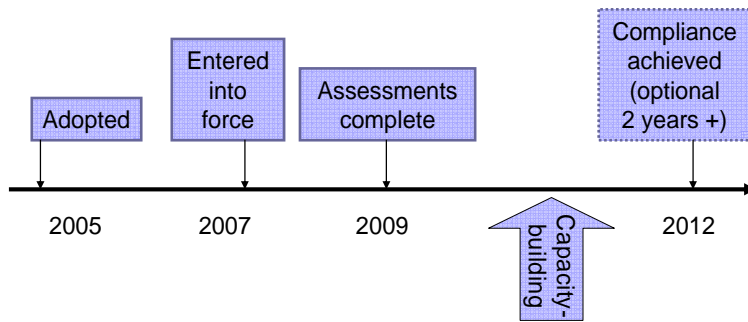 Adopted
Entered
into
force
Assessments
complete
Compliance
achieved
(optional
2 years +)
2005
2007
2009
2012
Capacity-
building